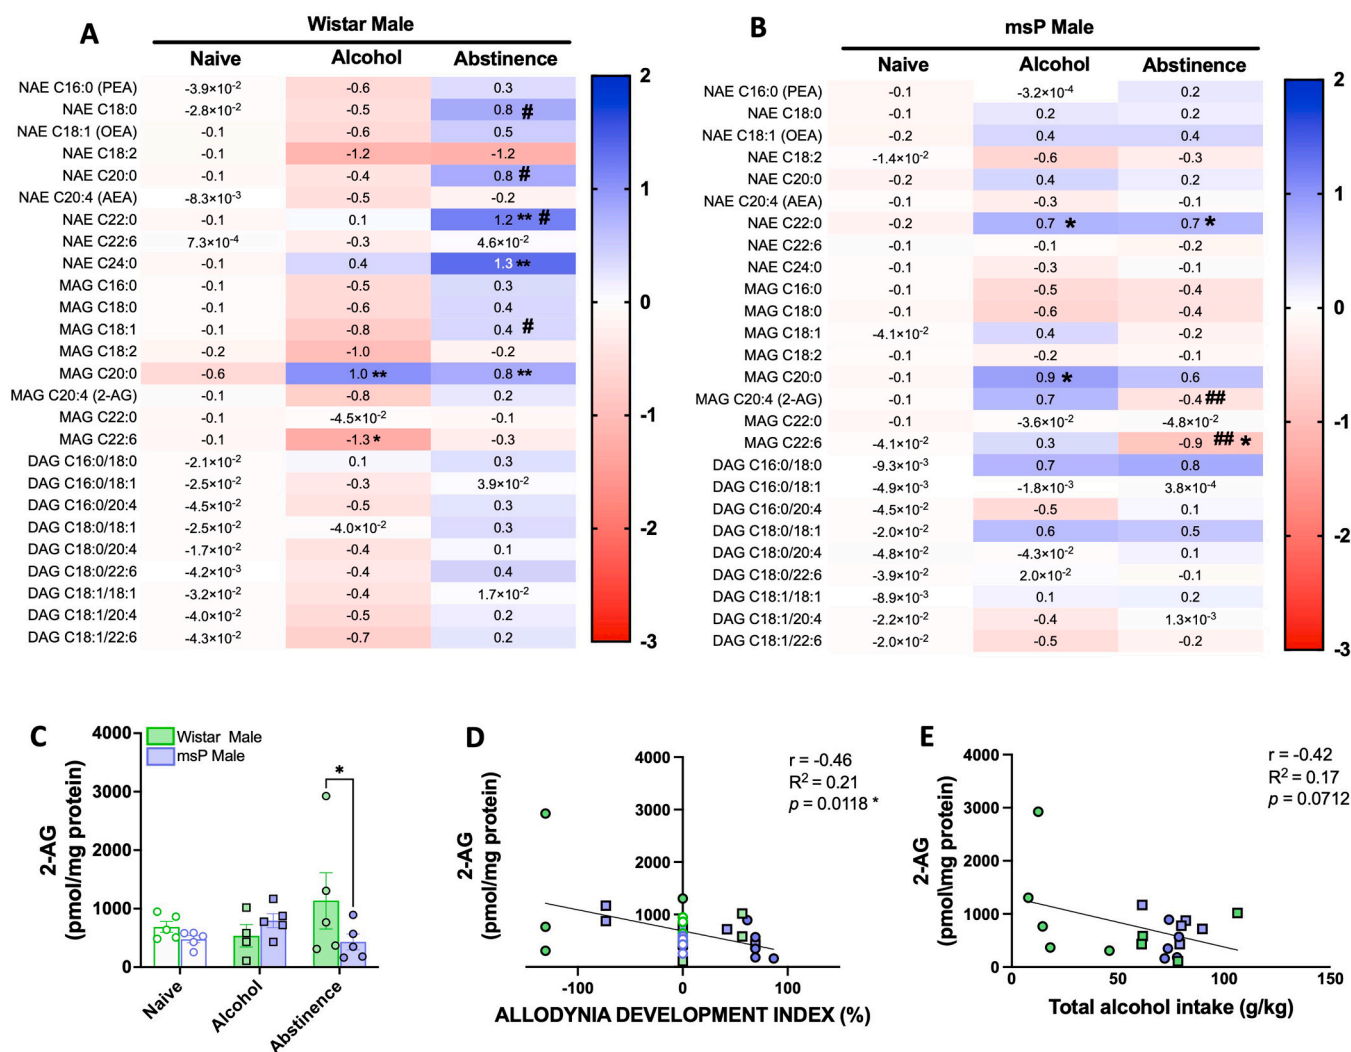 A
Wistar Male
Naive Alcohol Abstinence
NAE C16:0 (PEA) -3.9×10⁻² -0.6 0.3
NAE C18:0 -2.8×10⁻² -0.5 0.8 #
NAE C18:1 (OEA) -0.1 -0.6 0.5
NAE C18:2 -0.1 -1.2 -1.2
NAE C20:0 -0.1 -0.4 0.8 #
NAE C20:4 (AEA) -8.3×10⁻³ -0.5 -0.2
NAE C22:0 -0.1 0.1 1.2 ** #
NAE C22:6 7.3×10⁻⁴ -0.3 4.6×10⁻²
NAE C24:0 -0.1 0.4 1.3 **
MAG C16:0 -0.1 -0.5 0.3
MAG C18:0 -0.1 -0.6 0.4
MAG C18:1 -0.1 -0.8 0.4 #
MAG C18:2 -0.2 -1.0 -0.2
MAG C20:0 -0.6 1.0 ** 0.8 **
MAG C20:4 (2-AG) -0.1 -0.8 0.2
MAG C22:0 -0.1 -4.5×10⁻² -0.1
MAG C22:6 -0.1 -1.3 * -0.3
DAG C16:0/18:0 -2.1×10⁻² 0.1 0.3
DAG C16:0/18:1 -2.5×10⁻² -0.3 3.9×10⁻²
DAG C16:0/20:4 -4.5×10⁻² -0.5 0.3
DAG C18:0/18:1 -2.5×10⁻² -4.0×10⁻² 0.3
DAG C18:0/20:4 -1.7×10⁻² -0.4 0.1
DAG C18:0/22:6 -4.2×10⁻³ -0.4 0.4
DAG C18:1/18:1 -3.2×10⁻² -0.4 1.7×10⁻²
DAG C18:1/20:4 -4.0×10⁻² -0.5 0.2
DAG C18:1/22:6 -4.3×10⁻² -0.7 0.2
2
1
0
-1
-2
-3
B
msP Male
Naive Alcohol Abstinence
NAE C16:0 (PEA) -0.1 -3.2×10⁻⁴ 0.2
NAE C18:0 -0.1 0.2 0.2
NAE C18:1 (OEA) -0.2 0.4 0.4
NAE C18:2 -1.4×10⁻² -0.6 -0.3
NAE C20:0 -0.2 0.4 0.2
NAE C20:4 (AEA) -0.1 -0.3 -0.1
NAE C22:0 -0.2 0.7 * 0.7 *
NAE C22:6 -0.1 -0.1 -0.2
NAE C24:0 -0.1 -0.3 -0.1
MAG C16:0 -0.1 -0.5 -0.4
MAG C18:0 -0.1 -0.6 -0.4
MAG C18:1 -4.1×10⁻² 0.4 -0.2
MAG C18:2 -0.1 -0.2 -0.1
MAG C20:0 -0.1 0.9 * 0.6
MAG C20:4 (2-AG) -0.1 0.7 -0.4 ##
MAG C22:0 -0.1 -3.6×10⁻² -4.8×10⁻²
MAG C22:6 -4.1×10⁻² 0.3 -0.9 ## *
DAG C16:0/18:0 -9.3×10⁻³ 0.7 0.8
DAG C16:0/18:1 -4.9×10⁻³ -1.8×10⁻³ 3.8×10⁻⁴
DAG C16:0/20:4 -4.5×10⁻² -0.5 0.1
DAG C18:0/18:1 -2.0×10⁻² 0.6 0.5
DAG C18:0/20:4 -4.8×10⁻² -4.3×10⁻² 0.1
DAG C18:0/22:6 -3.9×10⁻² 2.0×10⁻² -0.1
DAG C18:1/18:1 -8.9×10⁻³ 0.1 0.2
DAG C18:1/20:4 -2.2×10⁻² -0.4 1.3×10⁻³
DAG C18:1/22:6 -2.0×10⁻² -0.5 -0.2
2
1
0
-1
-2
-3
C
Wistar Male
msP Male
*
2-AG
(pmol/mg protein)
4000
3000
2000
1000
0
Naive
Alcohol
Abstinence
D
r = -0.46
R² = 0.21
p = 0.0118 *
2-AG
(pmol/mg protein)
4000
3000
2000
1000
-100 0 100
ALLODYNIA DEVELOPMENT INDEX (%)
E
r = -0.42
R² = 0.17
p = 0.0712
2-AG
(pmol\mg protein)
4000
3000
2000
1000
0
0 50 100 150
Total alcohol intake (g/kg)